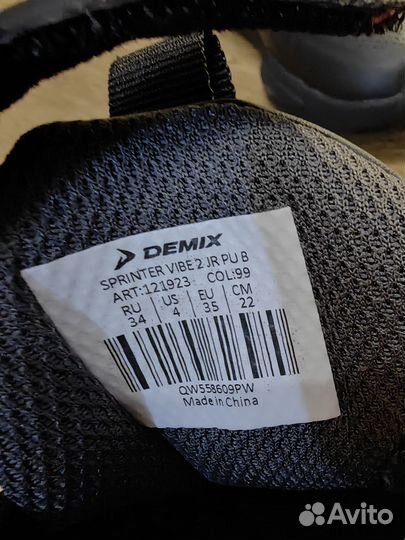 DEMIX
SPRINTER VIBE 2 JR PU B
ART:121923 COL:99
RU US EU CM
34 4 35 22
QW558609PW
Made in China
Avito